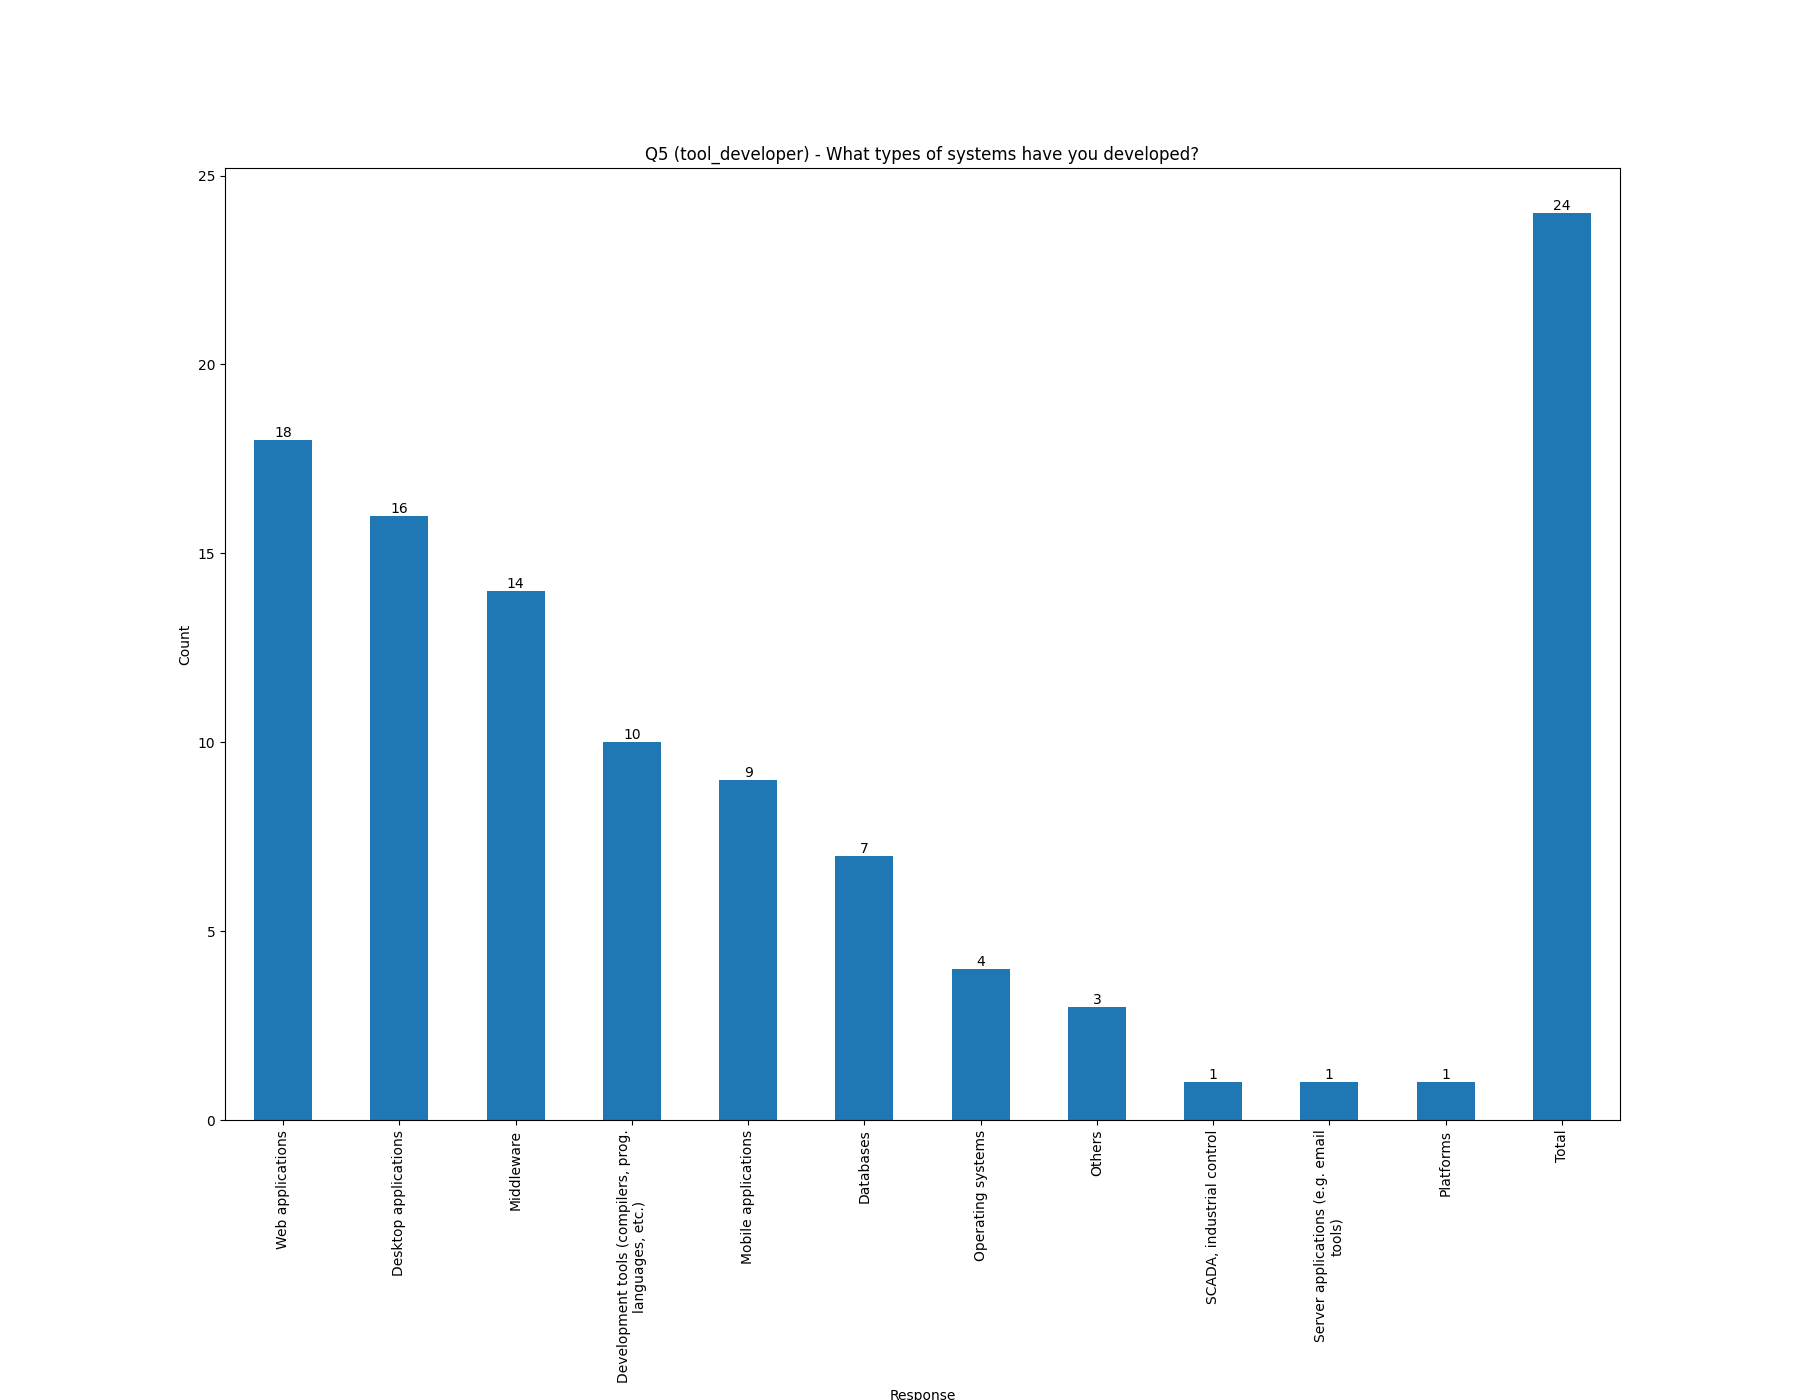 Q5 (tool_developer) - What types of systems have you developed?
25
20
15
10
5
0
Count
18
16
14
10
9
7
4
3
1
1
1
24
Web applications
Desktop applications
Middleware
Development tools (compilers, prog.
languages, etc.)
Mobile applications
Databases
Operating systems
Others
SCADA, industrial control
Server applications (e.g. email
tools)
Platforms
Total
Response